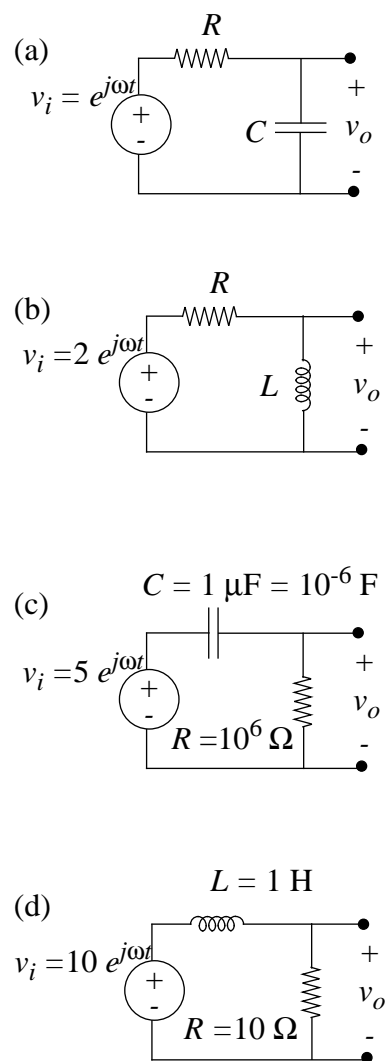 (a)
R
v_i = e^{jωt}
+
-
C
+
v_o
-
(b)
R
v_i =2 e^{jωt}
+
-
L
+
v_o
-
(c)
C = 1 μF = 10^{-6} F
v_i =5 e^{jωt}
+
-
R =10^6 Ω
+
v_o
-
(d)
L = 1 H
v_i =10 e^{jωt}
+
-
R =10 Ω
+
v_o
-